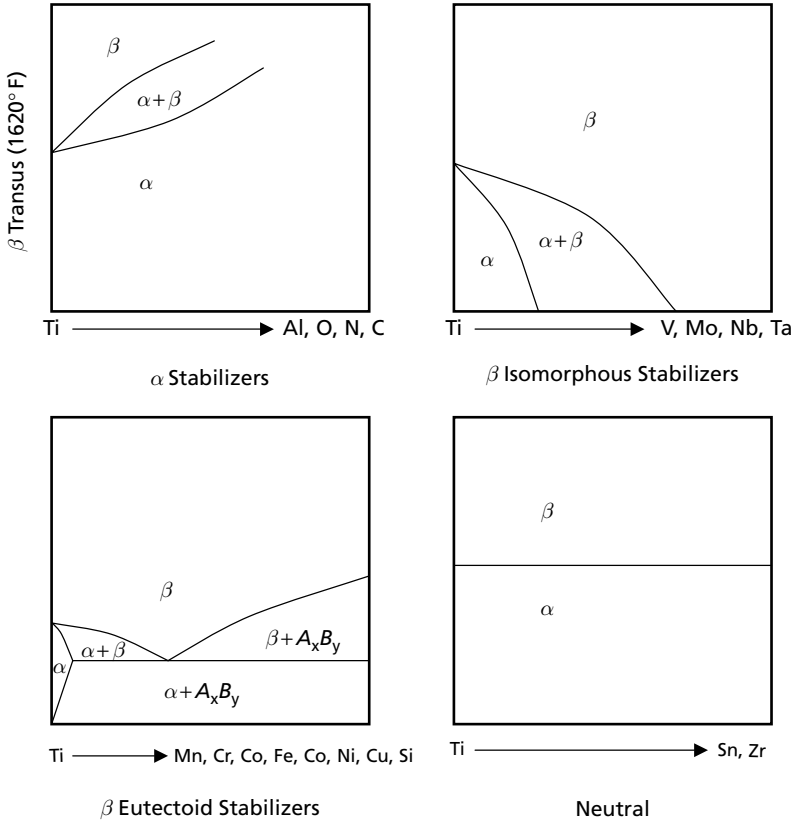 β Transus (1620° F)
β
α+β
α
Ti
Al, O, N, C
α Stabilizers
β
α+β
α
Ti
V, Mo, Nb, Ta
β Isomorphous Stabilizers
β
α+β
α
β+AxBy
α+AxBy
Ti
Mn, Cr, Co, Fe, Co, Ni, Cu, Si
β Eutectoid Stabilizers
β
α
Ti
Sn, Zr
Neutral